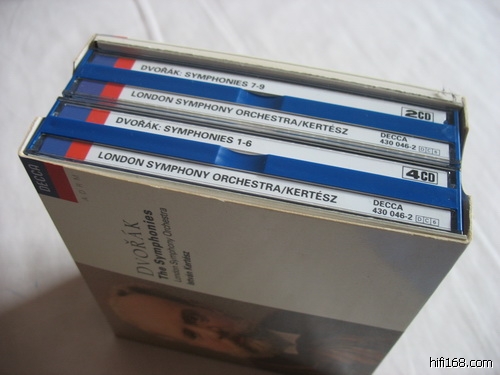 DVOŘÁK: SYMPHONIES 7-9
2CD
LONDON SYMPHONY ORCHESTRA/KERTÉSZ
DECCA
430 046-2 DDD
DVOŘÁK: SYMPHONIES 1-6
4CD
LONDON SYMPHONY ORCHESTRA/KERTÉSZ
DECCA
430 046-2
DECCA
DVOŘÁK
The Symphonies
London Symphony Orchestra
István Kertész
hifi168.com